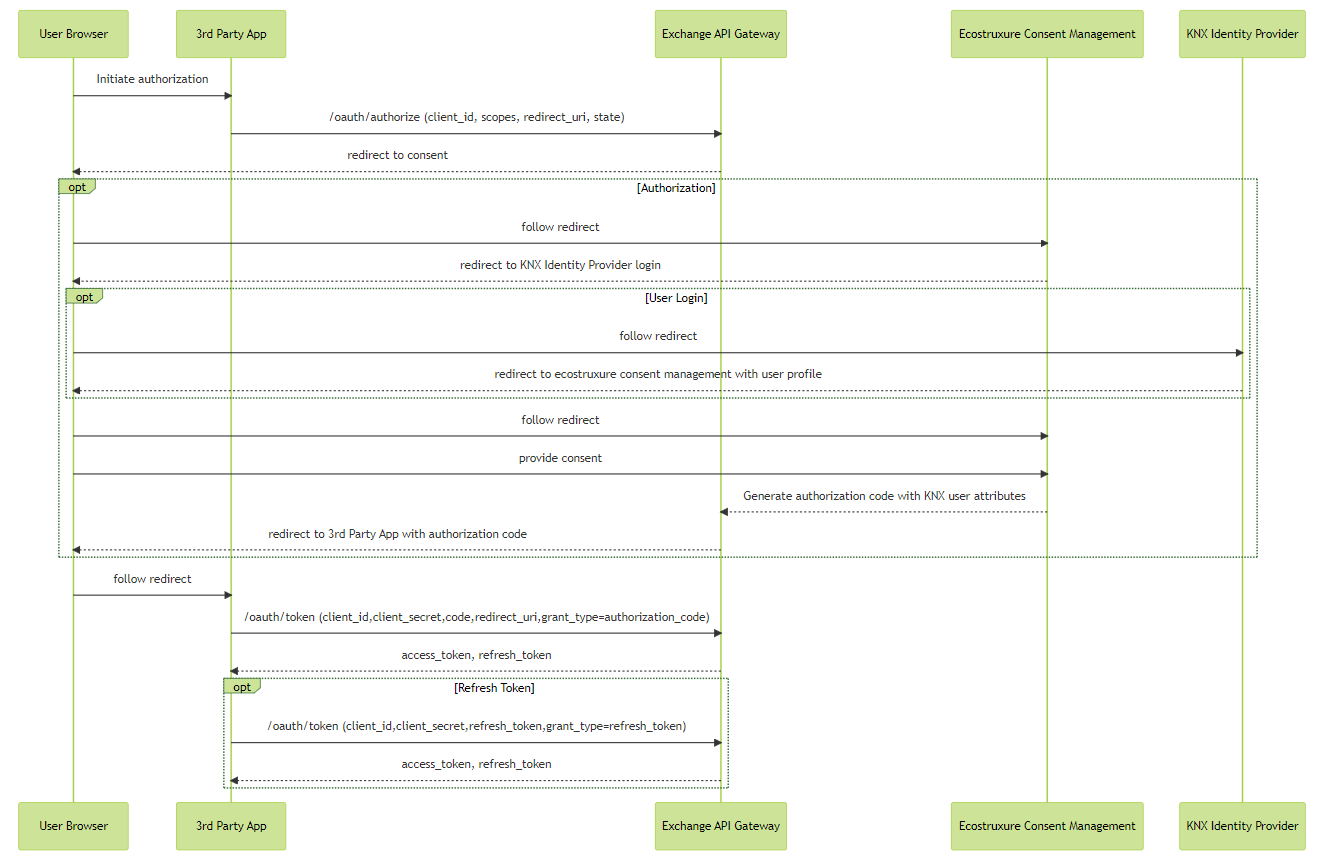 User Browser
3rd Party App
Exchange API Gateway
Ecostruxure Consent Management
KNX Identity Provider
Initiate authorization
/oauth/authorize (client_id, scopes, redirect_uri, state)
redirect to consent
opt
[Authorization]
follow redirect
redirect to KNX Identity Provider login
opt
[User Login]
follow redirect
redirect to ecostruxure consent management with user profile
follow redirect
provide consent
Generate authorization code with KNX user attributes
redirect to 3rd Party App with authorization code
follow redirect
/oauth/token (client_id,client_secret,code,redirect_uri,grant_type=authorization_code)
access_token, refresh_token
opt
[Refresh Token]
/oauth/token (client_id,client_secret,refresh_token,grant_type=refresh_token)
access_token, refresh_token
User Browser
3rd Party App
Exchange API Gateway
Ecostruxure Consent Management
KNX Identity Provider